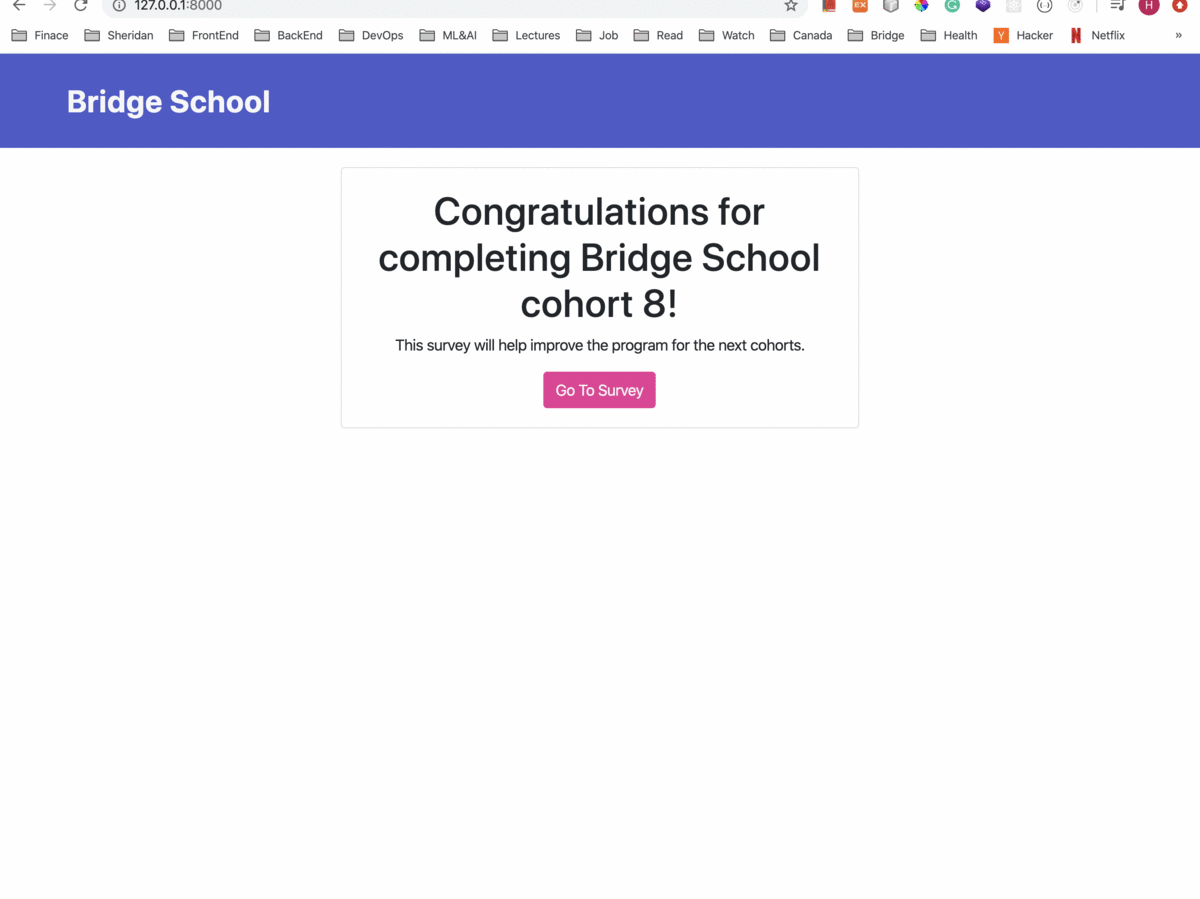 127.0.0.1:8000
EX
H
Finace Sheridan FrontEnd BackEnd DevOps ML&AI Lectures Job Read Watch Canada Bridge Health Y Hacker N Netflix »
Bridge School
Congratulations for
completing Bridge School
cohort 8!
This survey will help improve the program for the next cohorts.
Go To Survey